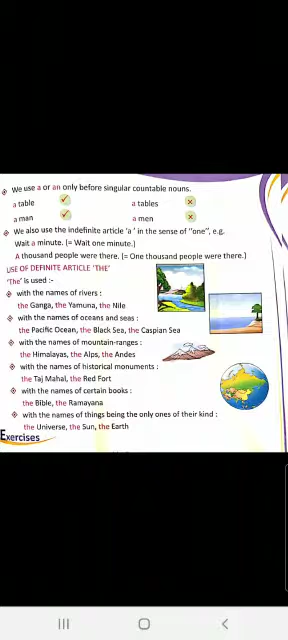 We use a or an only before singular countable nouns.
a table a tables
a man a men
We also use the indefinite article 'a' in the sense of "one", e.g.
Wait a minute. (= Wait one minute.)
A thousand people were there. (= One thousand people were there.)
USE OF DEFINITE ARTICLE 'THE'
'The' is used :-
with the names of rivers :
the Ganga, the Yamuna, the Nile
with the names of oceans and seas :
the Pacific Ocean, the Black Sea, the Caspian Sea
with the names of mountain-ranges :
the Himalayas, the Alps, the Andes
with the names of historical monuments :
the Taj Mahal, the Red Fort
with the names of certain books :
the Bible, the Ramayana
with the names of things being the only ones of their kind :
the Universe, the Sun, the Earth
Exercises